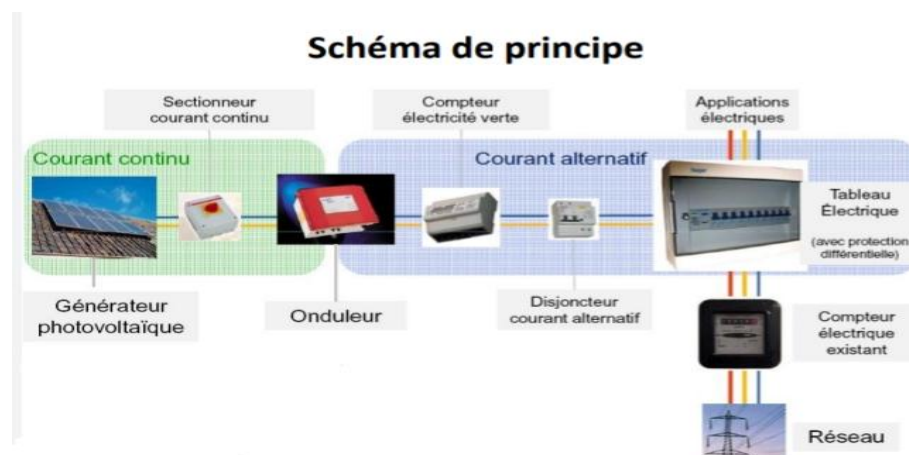 Schéma de principe
Sectionneur
courant continu
Compteur
électricité verte
Applications
électriques
Courant continu
Courant alternatif
Tableau
Électrique
(avec protection
différentielle)
Générateur
photovoltaïque
Onduleur
Disjoncteur
courant alternatif
Compteur
électrique
existant
Réseau